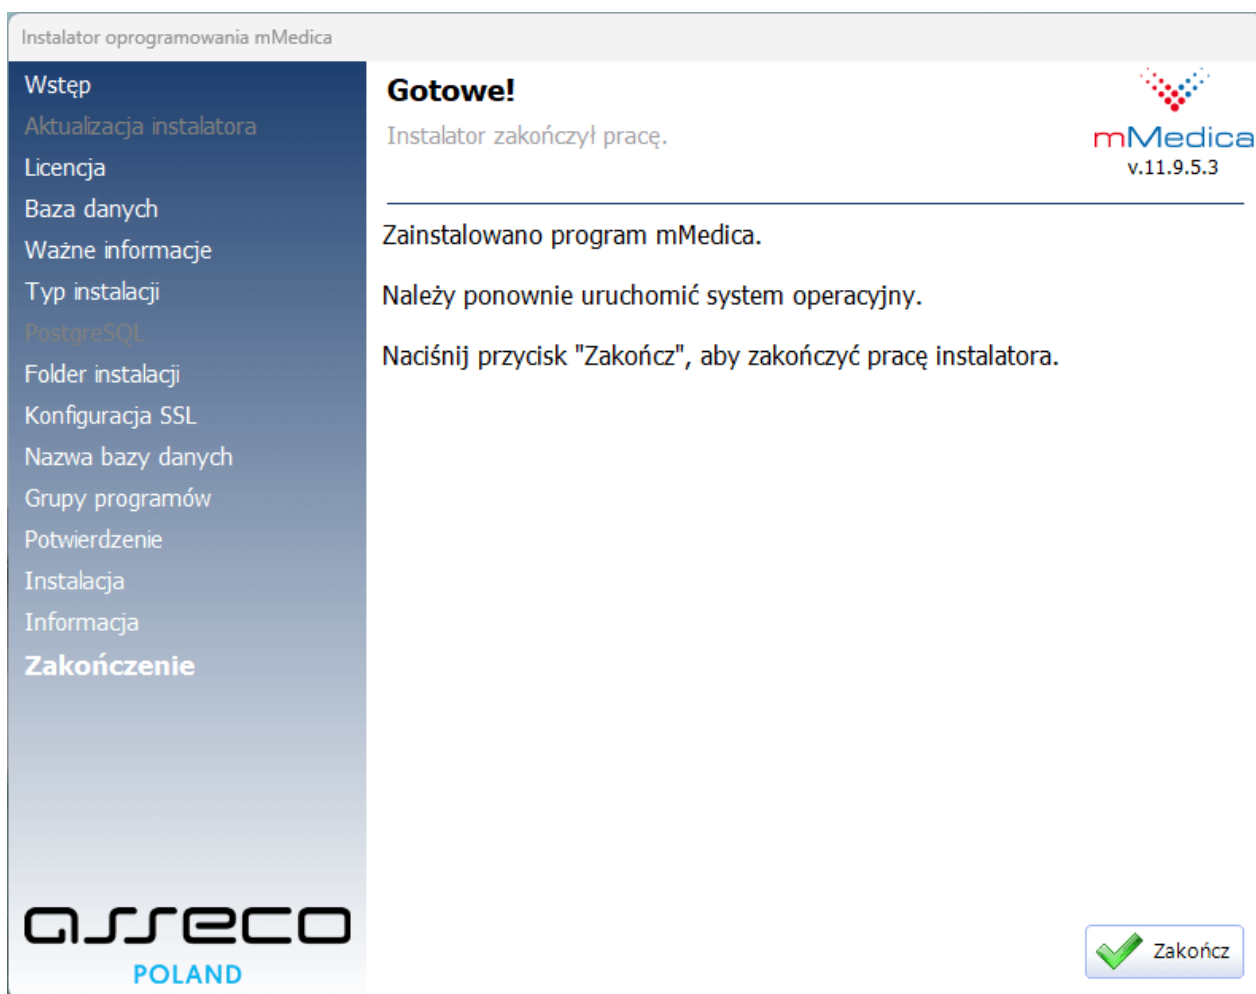 Instalator oprogramowania mMedica
Wstęp
Aktualizacja instalatora
Licencja
Baza danych
Ważne informacje
Typ instalacji
PostgreSQL
Folder instalacji
Konfiguracja SSL
Nazwa bazy danych
Grupy programów
Potwierdzenie
Instalacja
Informacja
Zakończenie
asseco
POLAND
Gotowe!
Instalator zakończył pracę.
mMedica
v.11.9.5.3
Zainstalowano program mMedica.
Należy ponownie uruchomić system operacyjny.
Naciśnij przycisk "Zakończ", aby zakończyć pracę instalatora.
Zakończ